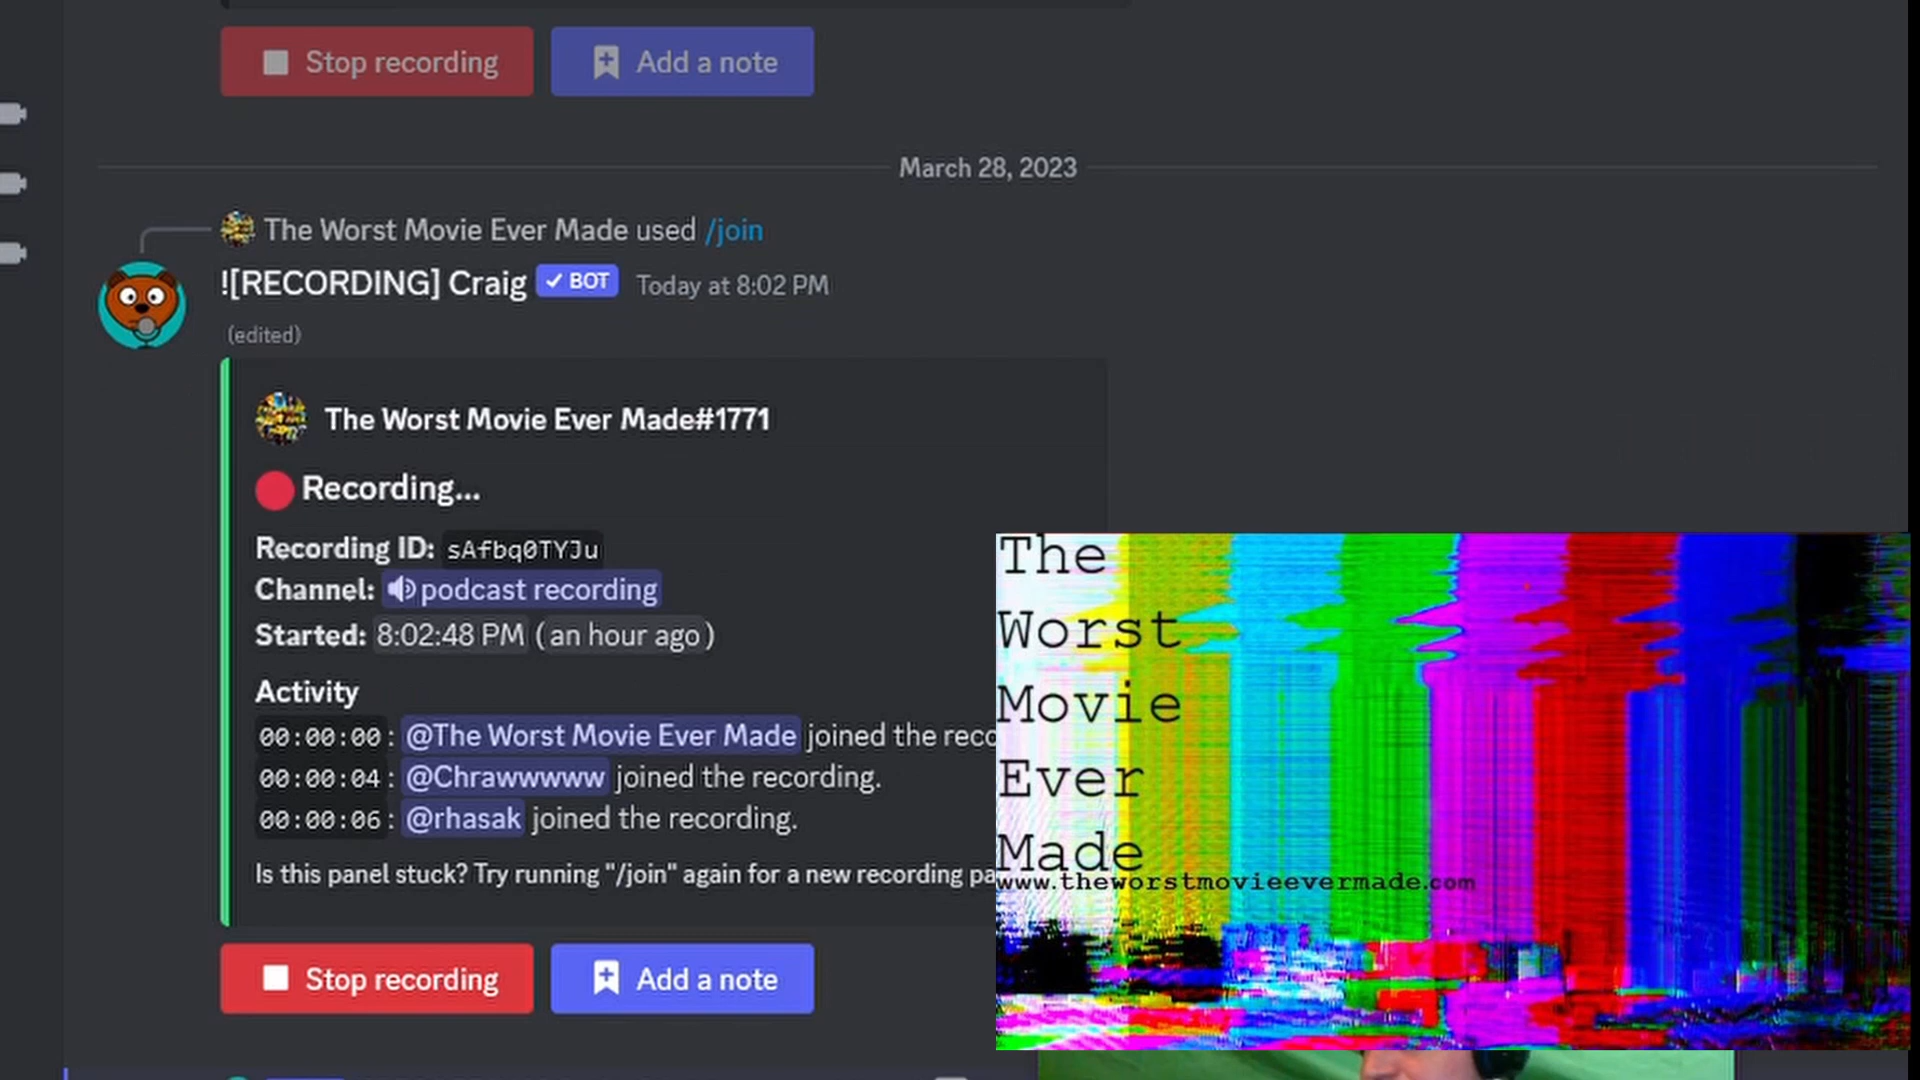 Stop recording
Add a note
March 28, 2023
The Worst Movie Ever Made used /join
![RECORDING] Craig ✓ BOT Today at 8:02 PM
(edited)
The Worst Movie Ever Made#1771
Recording...
Recording ID: sAfbq0TYJu
Channel: podcast recording
Started: 8:02:48 PM (an hour ago)
Activity
00:00:00: @The Worst Movie Ever Made joined the reco
00:00:04: @Chrawwwww joined the recording.
00:00:06: @rhasak joined the recording.
Is this panel stuck? Try running "/join" again for a new recording pa
Stop recording
Add a note
The
Worst
Movie
Ever
Made
www.theworstmovieevermade.com